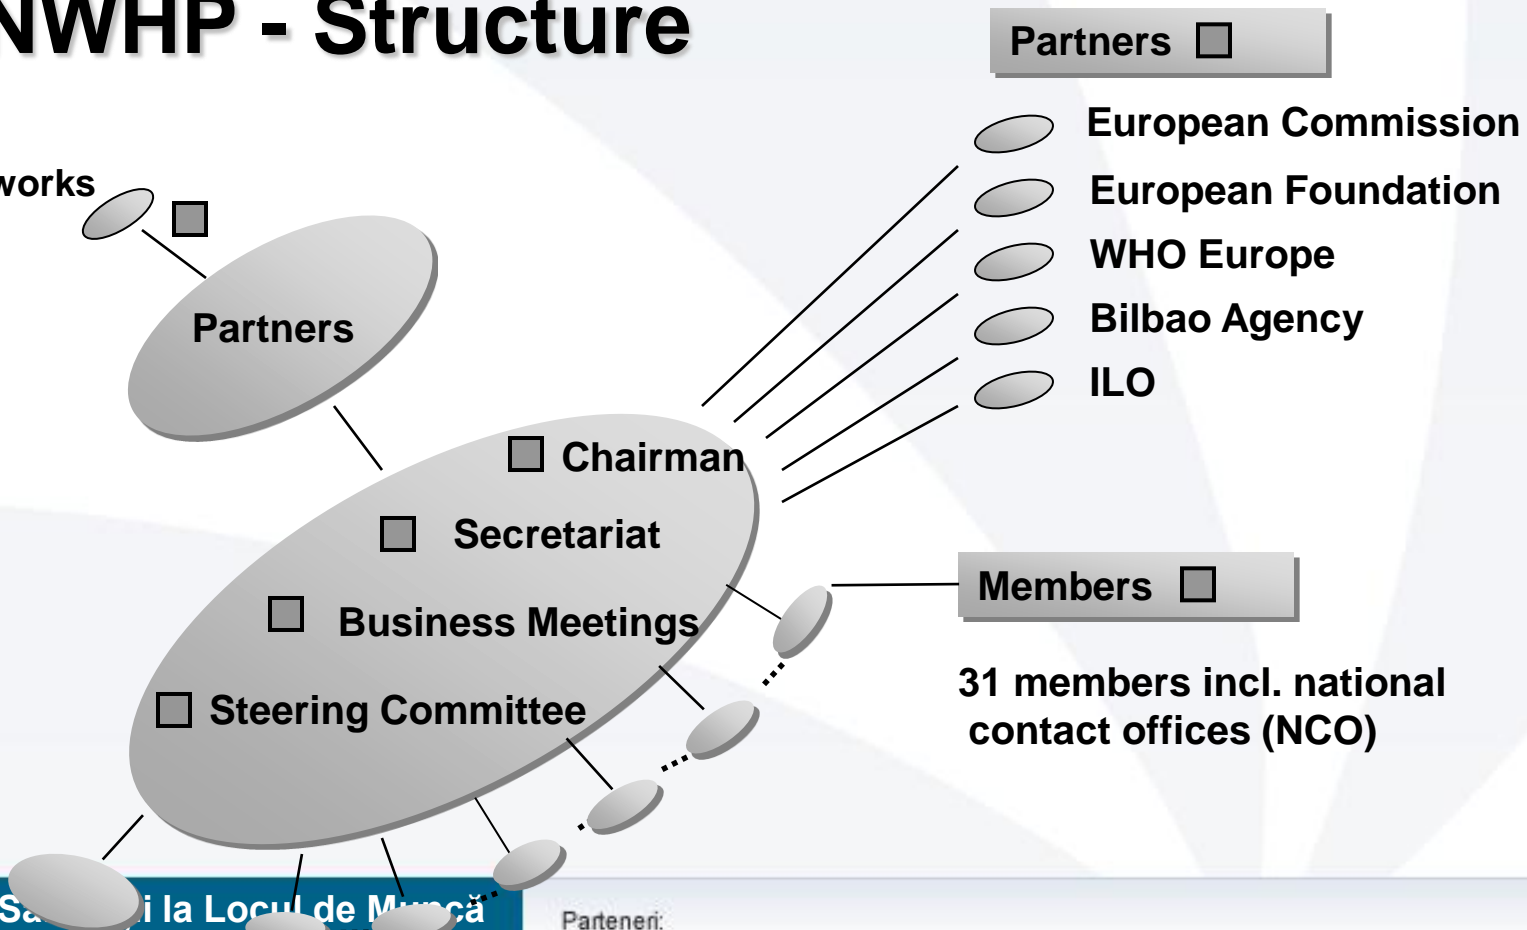 NWHP - Structure
Partners
European Commission
works
European Foundation
WHO Europe
Bilbao Agency
ILO
Partners
Chairman
Secretariat
Business Meetings
Steering Committee
Members
31 members incl. national
contact offices (NCO)
la Locul de
Parteneri: